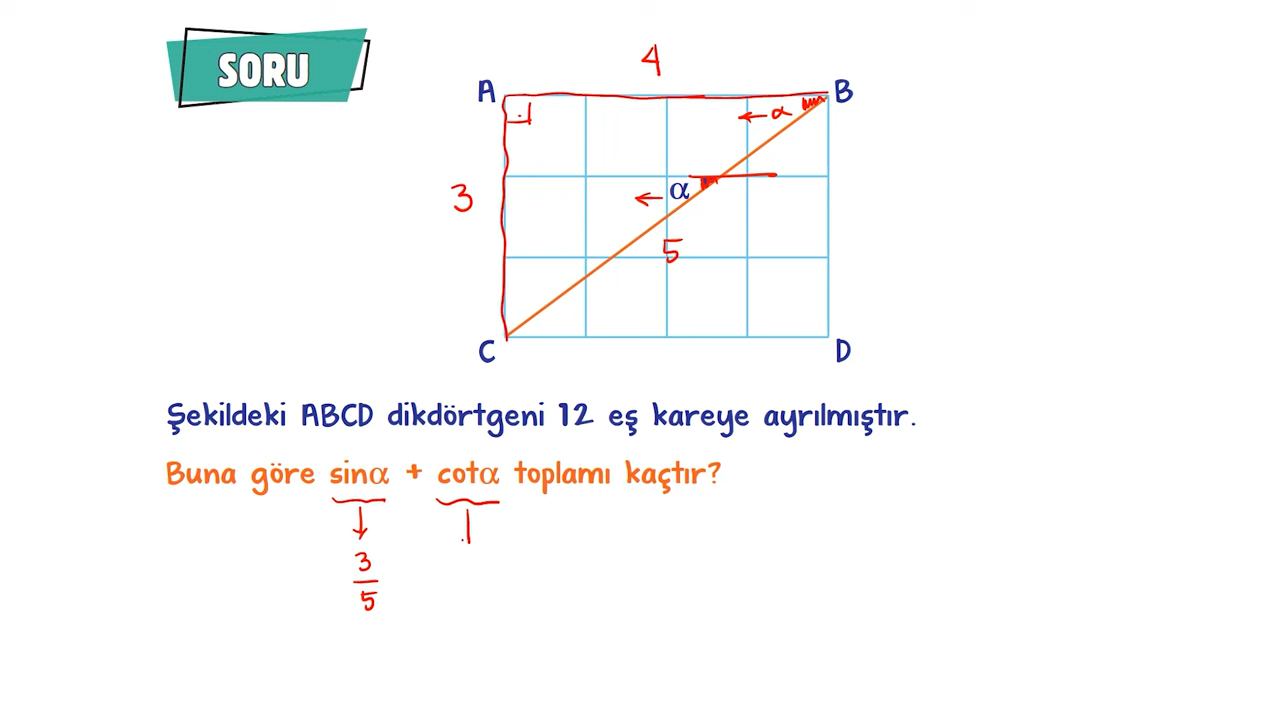 SORU
4
A B
← α
3 ← α
5
C D
Şekildeki ABCD dikdörtgeni 12 eş kareye ayrılmıştır.
Buna göre sinα + cotα toplamı kaçtır?
3
5